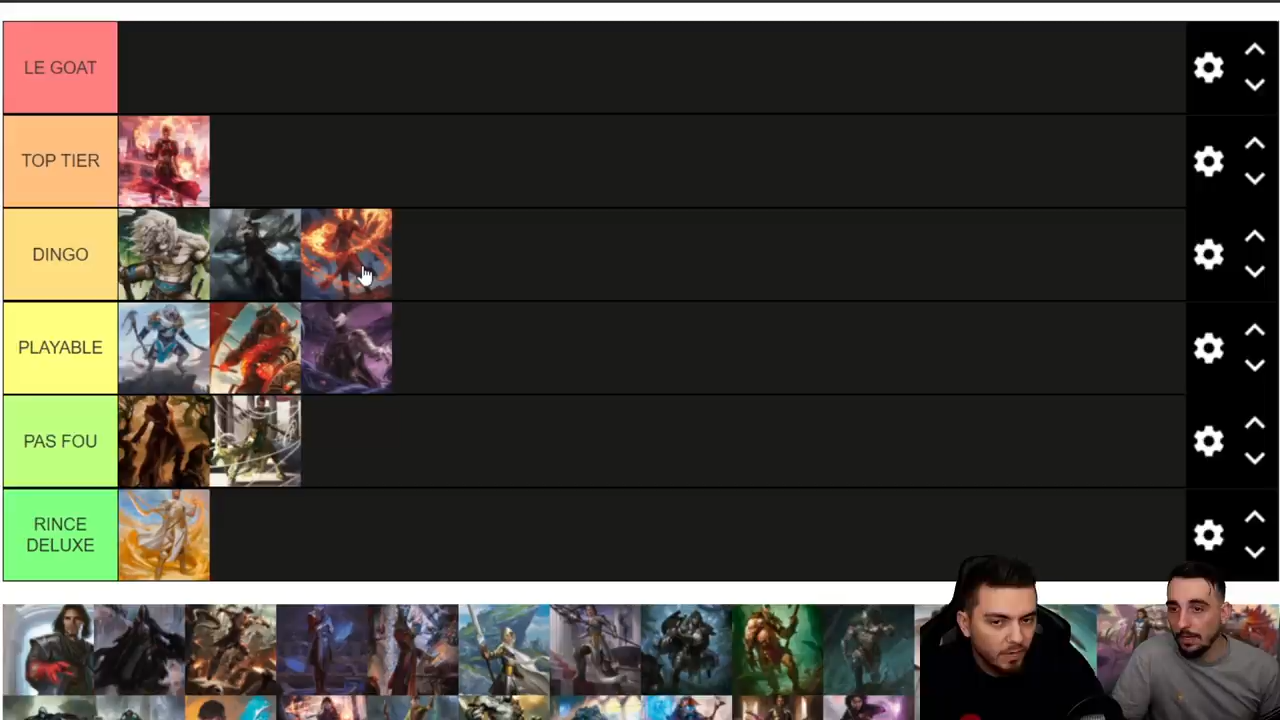 LE GOAT
TOP TIER
DINGO
PLAYABLE
PAS FOU
RINCE
DELUXE